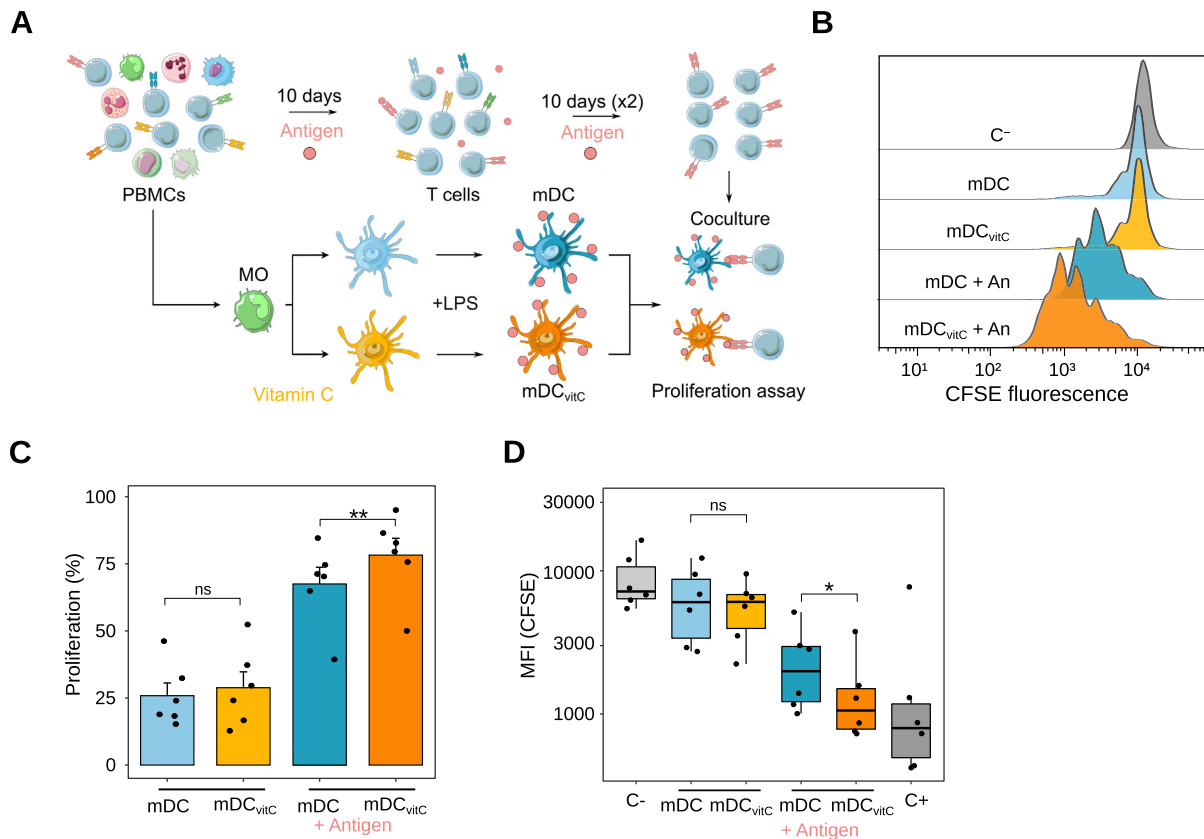 A
10 days
Antigen
10 days (x2)
Antigen
PBMCs
T cells
mDC
Coculture
MO
+LPS
Vitamin C
mDCvitC
Proliferation assay
B
C⁻
mDC
mDCvitC
mDC + An
mDCvitC + An
10¹ 10² 10³ 10⁴
CFSE fluorescence
C
Proliferation (%)
100
75
50
25
0
ns
**
mDC mDCvitC mDC mDCvitC
+ Antigen
D
MFI (CFSE)
30000
10000
3000
1000
ns
*
C- mDC mDCvitC mDC mDCvitC C+
+ Antigen